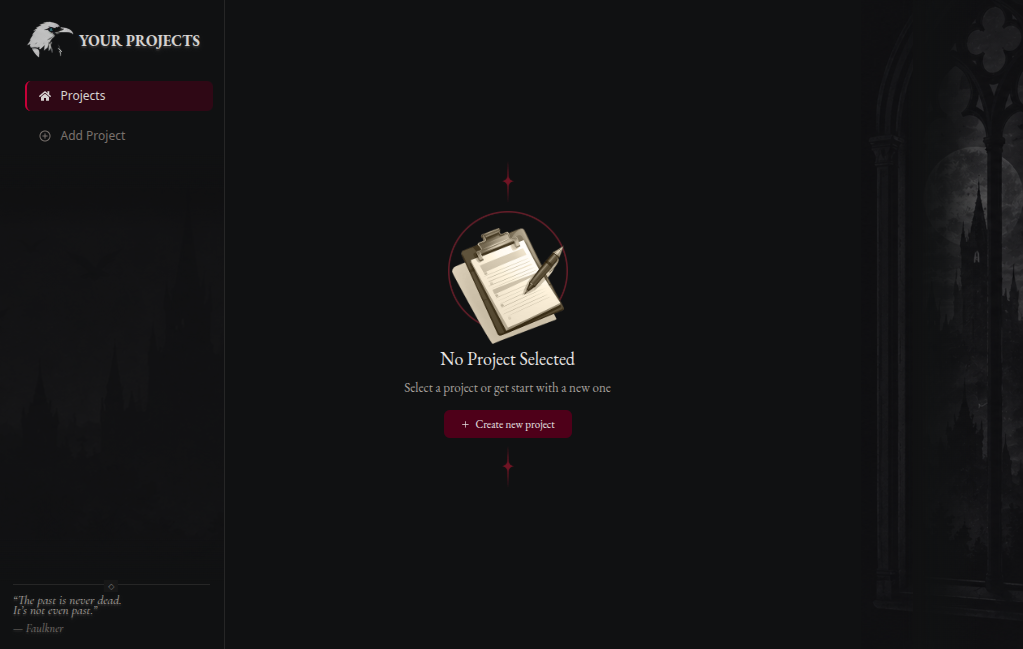 YOUR PROJECTS
Projects
Add Project
No Project Selected
Select a project or get start with a new one
+ Create new project
“The past is never dead.
It’s not even past.”
— Faulkner